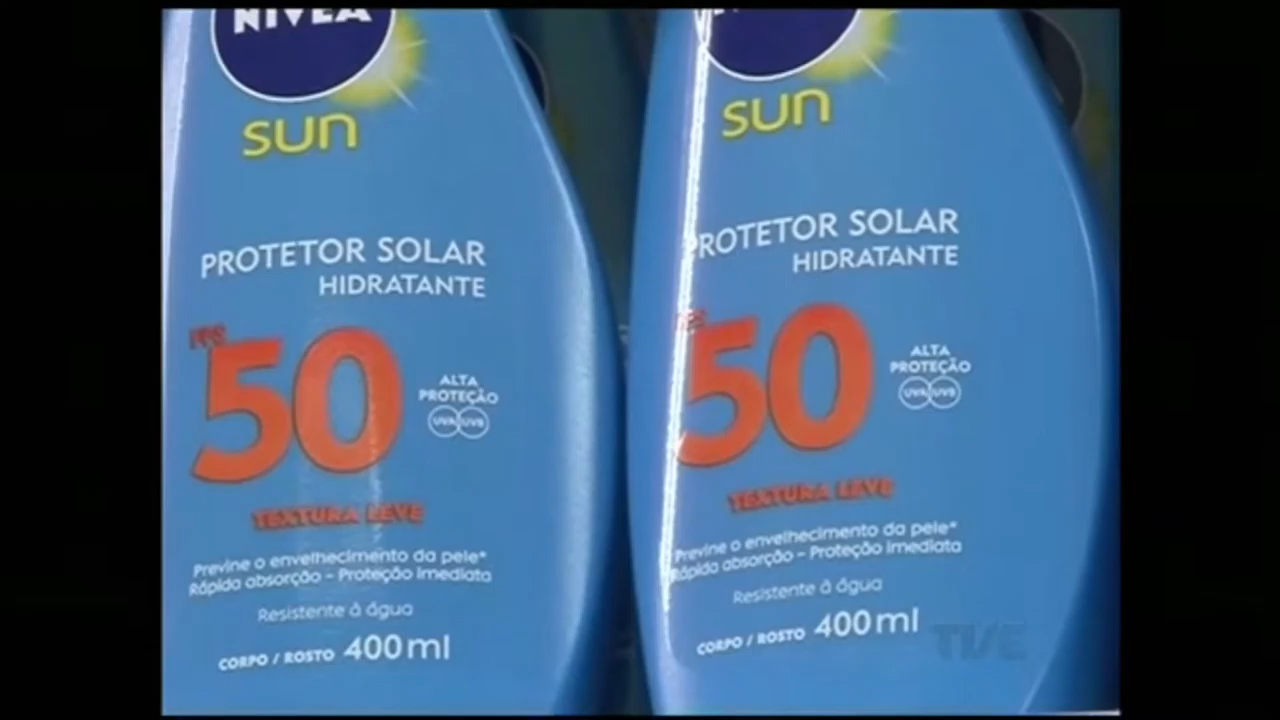 NIVEA
sun
PROTETOR SOLAR
HIDRATANTE
FPS
50
ALTA
PROTEÇÃO
UVA UVB
TEXTURA LEVE
Previne o envelhecimento da pele*
Rápida absorção – Proteção imediata
Resistente à água
CORPO / ROSTO 400ml
sun
PROTETOR SOLAR
HIDRATANTE
50
ALTA
PROTEÇÃO
UVA UVB
TEXTURA LEVE
Previne o envelhecimento da pele*
Rápida absorção – Proteção imediata
Resistente à água
CORPO / ROSTO 400ml
TVE